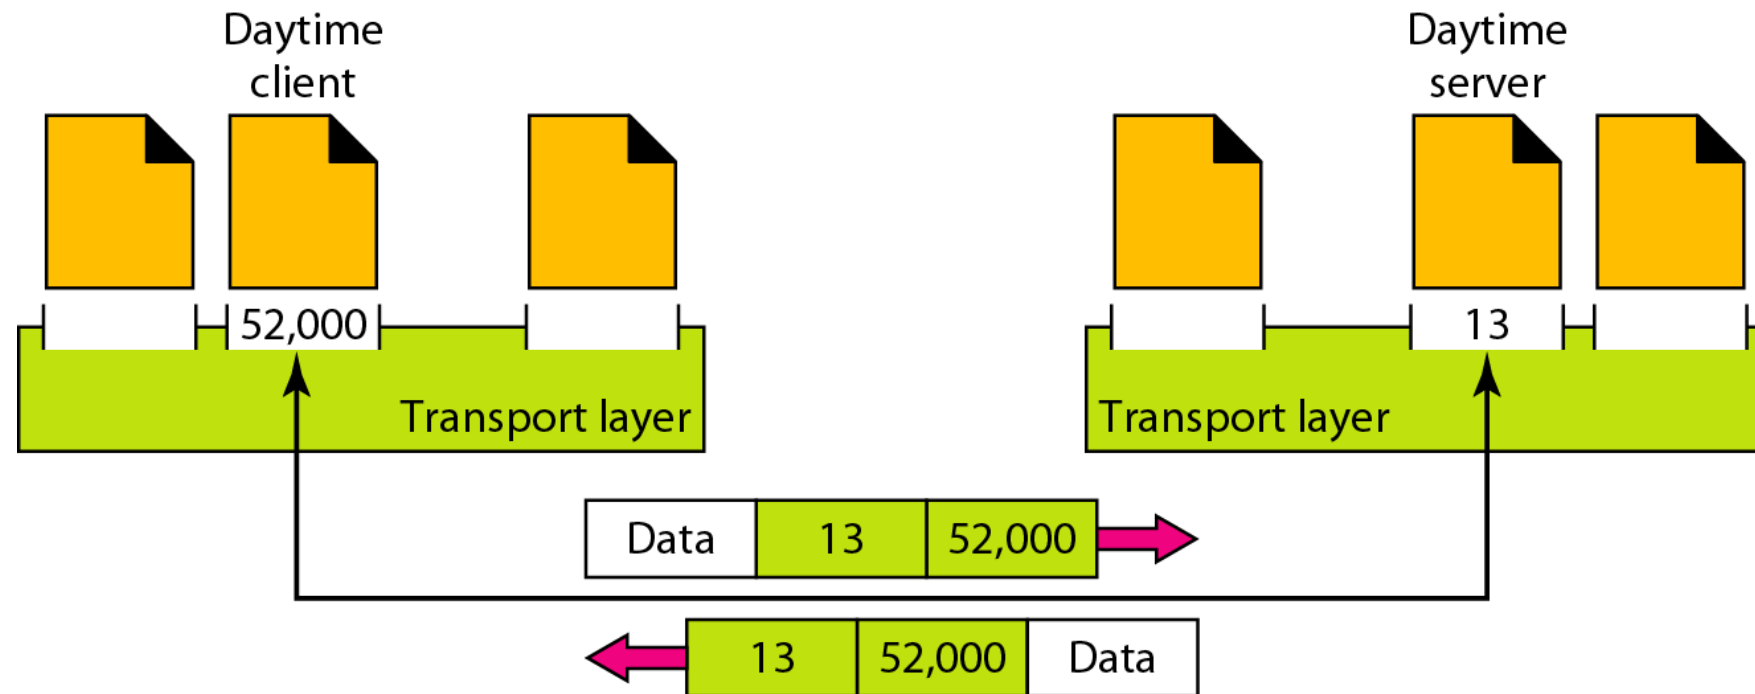 Daytime
client
Daytime
server
52,000
13
Transport layer
Transport layer
Data 13 52,000
13 52,000 Data